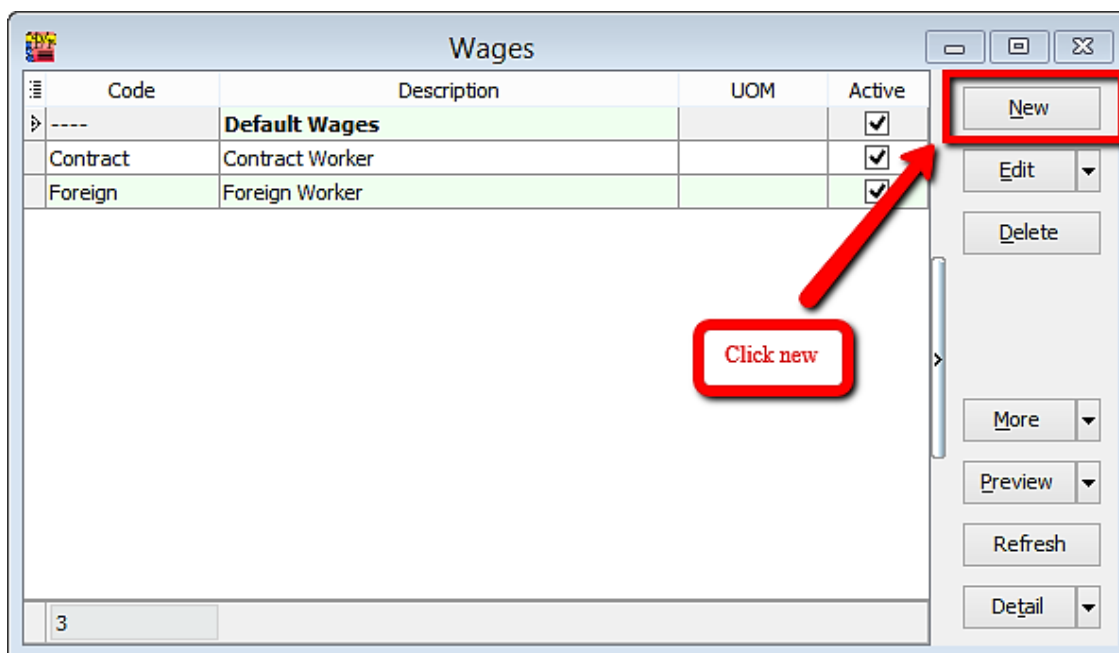 Wages
Code Description UOM Active
---- Default Wages
Contract Contract Worker
Foreign Foreign Worker
3
New
Edit
Delete
Click new
More
Preview
Refresh
Detail